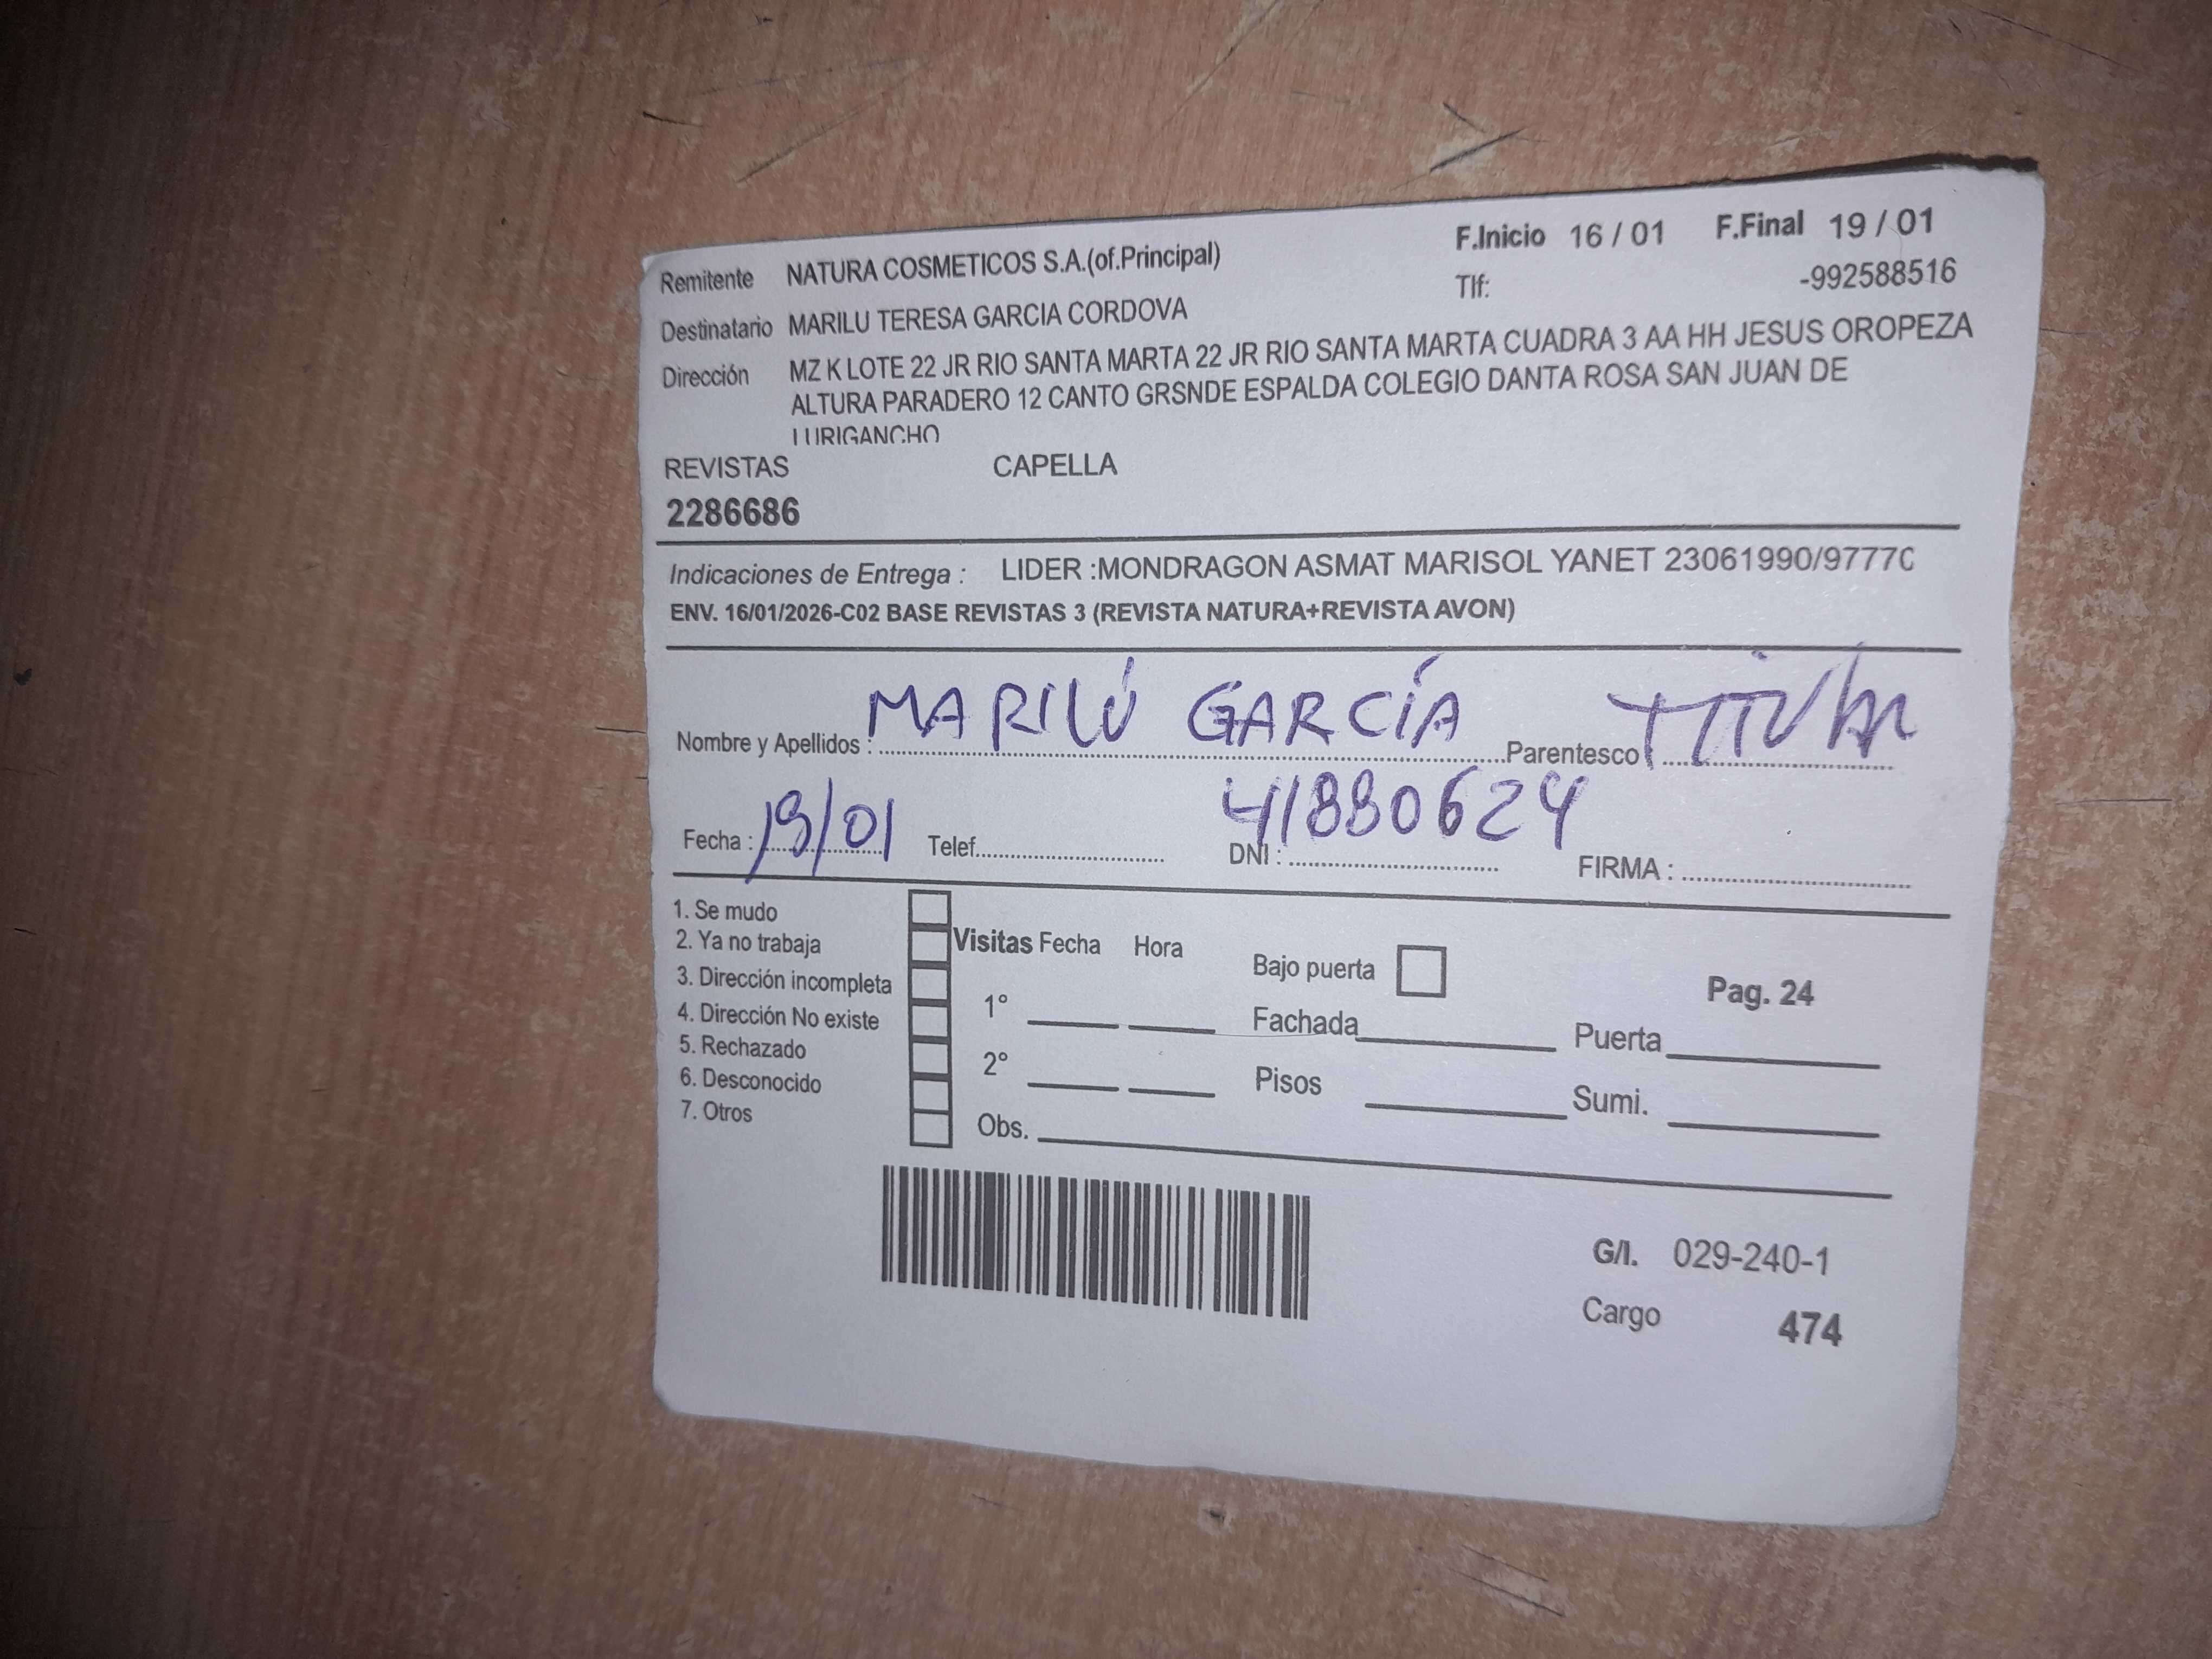 Remitente NATURA COSMETICOS S.A.(of.Principal) F.Inicio 16 / 01 F.Final 19 / 01
Destinatario MARILU TERESA GARCIA CORDOVA Tlf: -992588516
Dirección MZ K LOTE 22 JR RIO SANTA MARTA 22 JR RIO SANTA MARTA CUADRA 3 AA HH JESUS OROPEZA
ALTURA PARADERO 12 CANTO GRSNDE ESPALDA COLEGIO DANTA ROSA SAN JUAN DE
LURIGANCHO
REVISTAS CAPELLA
2286686
Indicaciones de Entrega : LIDER :MONDRAGON ASMAT MARISOL YANET 23061990/9777
ENV. 16/01/2026-C02 BASE REVISTAS 3 (REVISTA NATURA+REVISTA AVON)
Nombre y Apellidos : MARILÚ GARCÍA Parentesco
Fecha : 19/01 Telef. DNI : 41880624 FIRMA :
1. Se mudo
2. Ya no trabaja
3. Dirección incompleta
4. Dirección No existe
5. Rechazado
6. Desconocido
7. Otros
Visitas Fecha Hora
1°
2°
Obs.
Bajo puerta
Fachada
Pisos
Pag. 24
Puerta
Sumi.
G/I. 029-240-1
Cargo 474